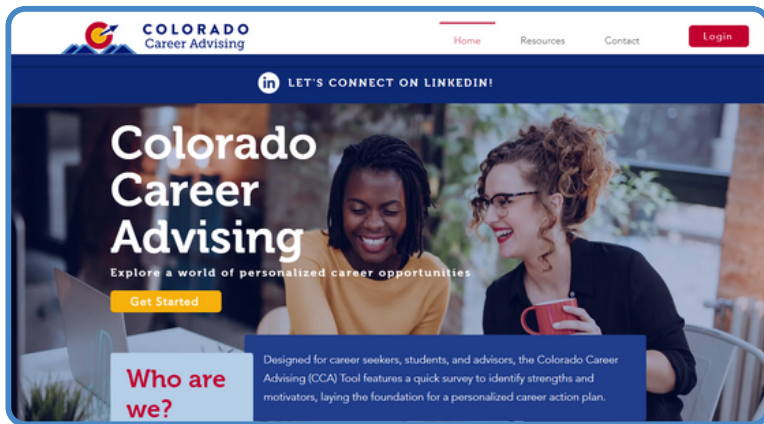 COLORADO
Career Advising
Home
Resources
Contact
Login
in LET'S CONNECT ON LINKEDIN!
Colorado
Career
Advising
Explore a world of personalized career opportunities
Get Started
Who are
we?
Designed for career seekers, students, and advisors, the Colorado Career
Advising (CCA) Tool features a quick survey to identify strengths and
motivators, laying the foundation for a personalized career action plan.